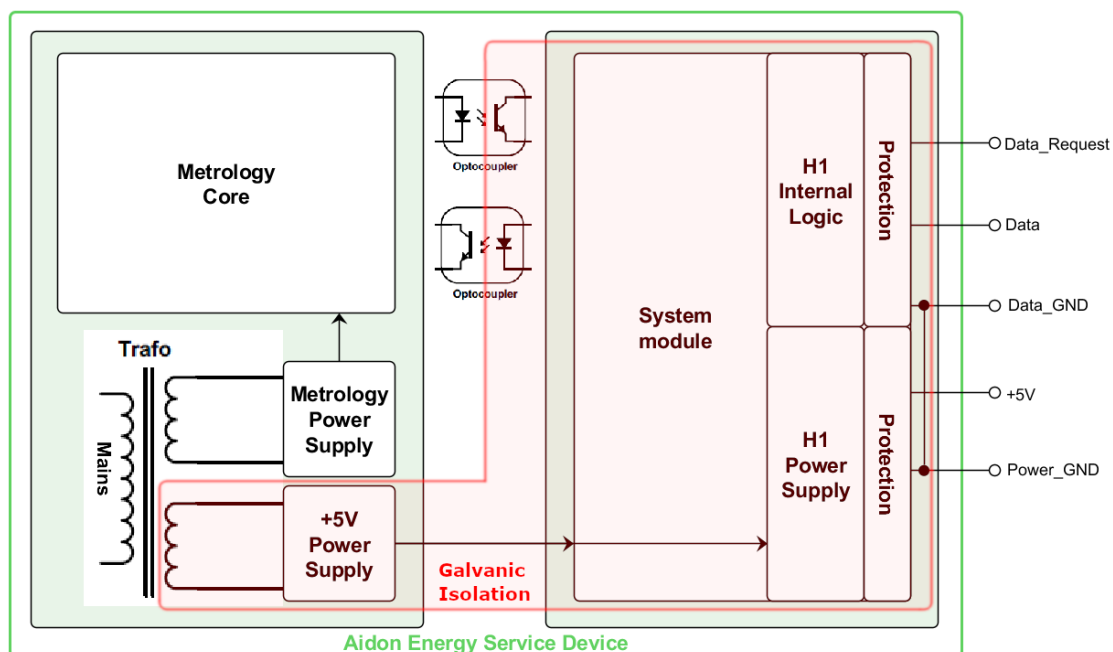 Metrology
Core
Optocoupler
Optocoupler
Trafo
Mains
Metrology
Power
Supply
+5V
Power
Supply
Galvanic
Isolation
System
module
H1
Internal
Logic
Protection
H1
Power
Supply
Protection
Data_Request
Data
Data_GND
+5V
Power_GND
Aidon Energy Service Device